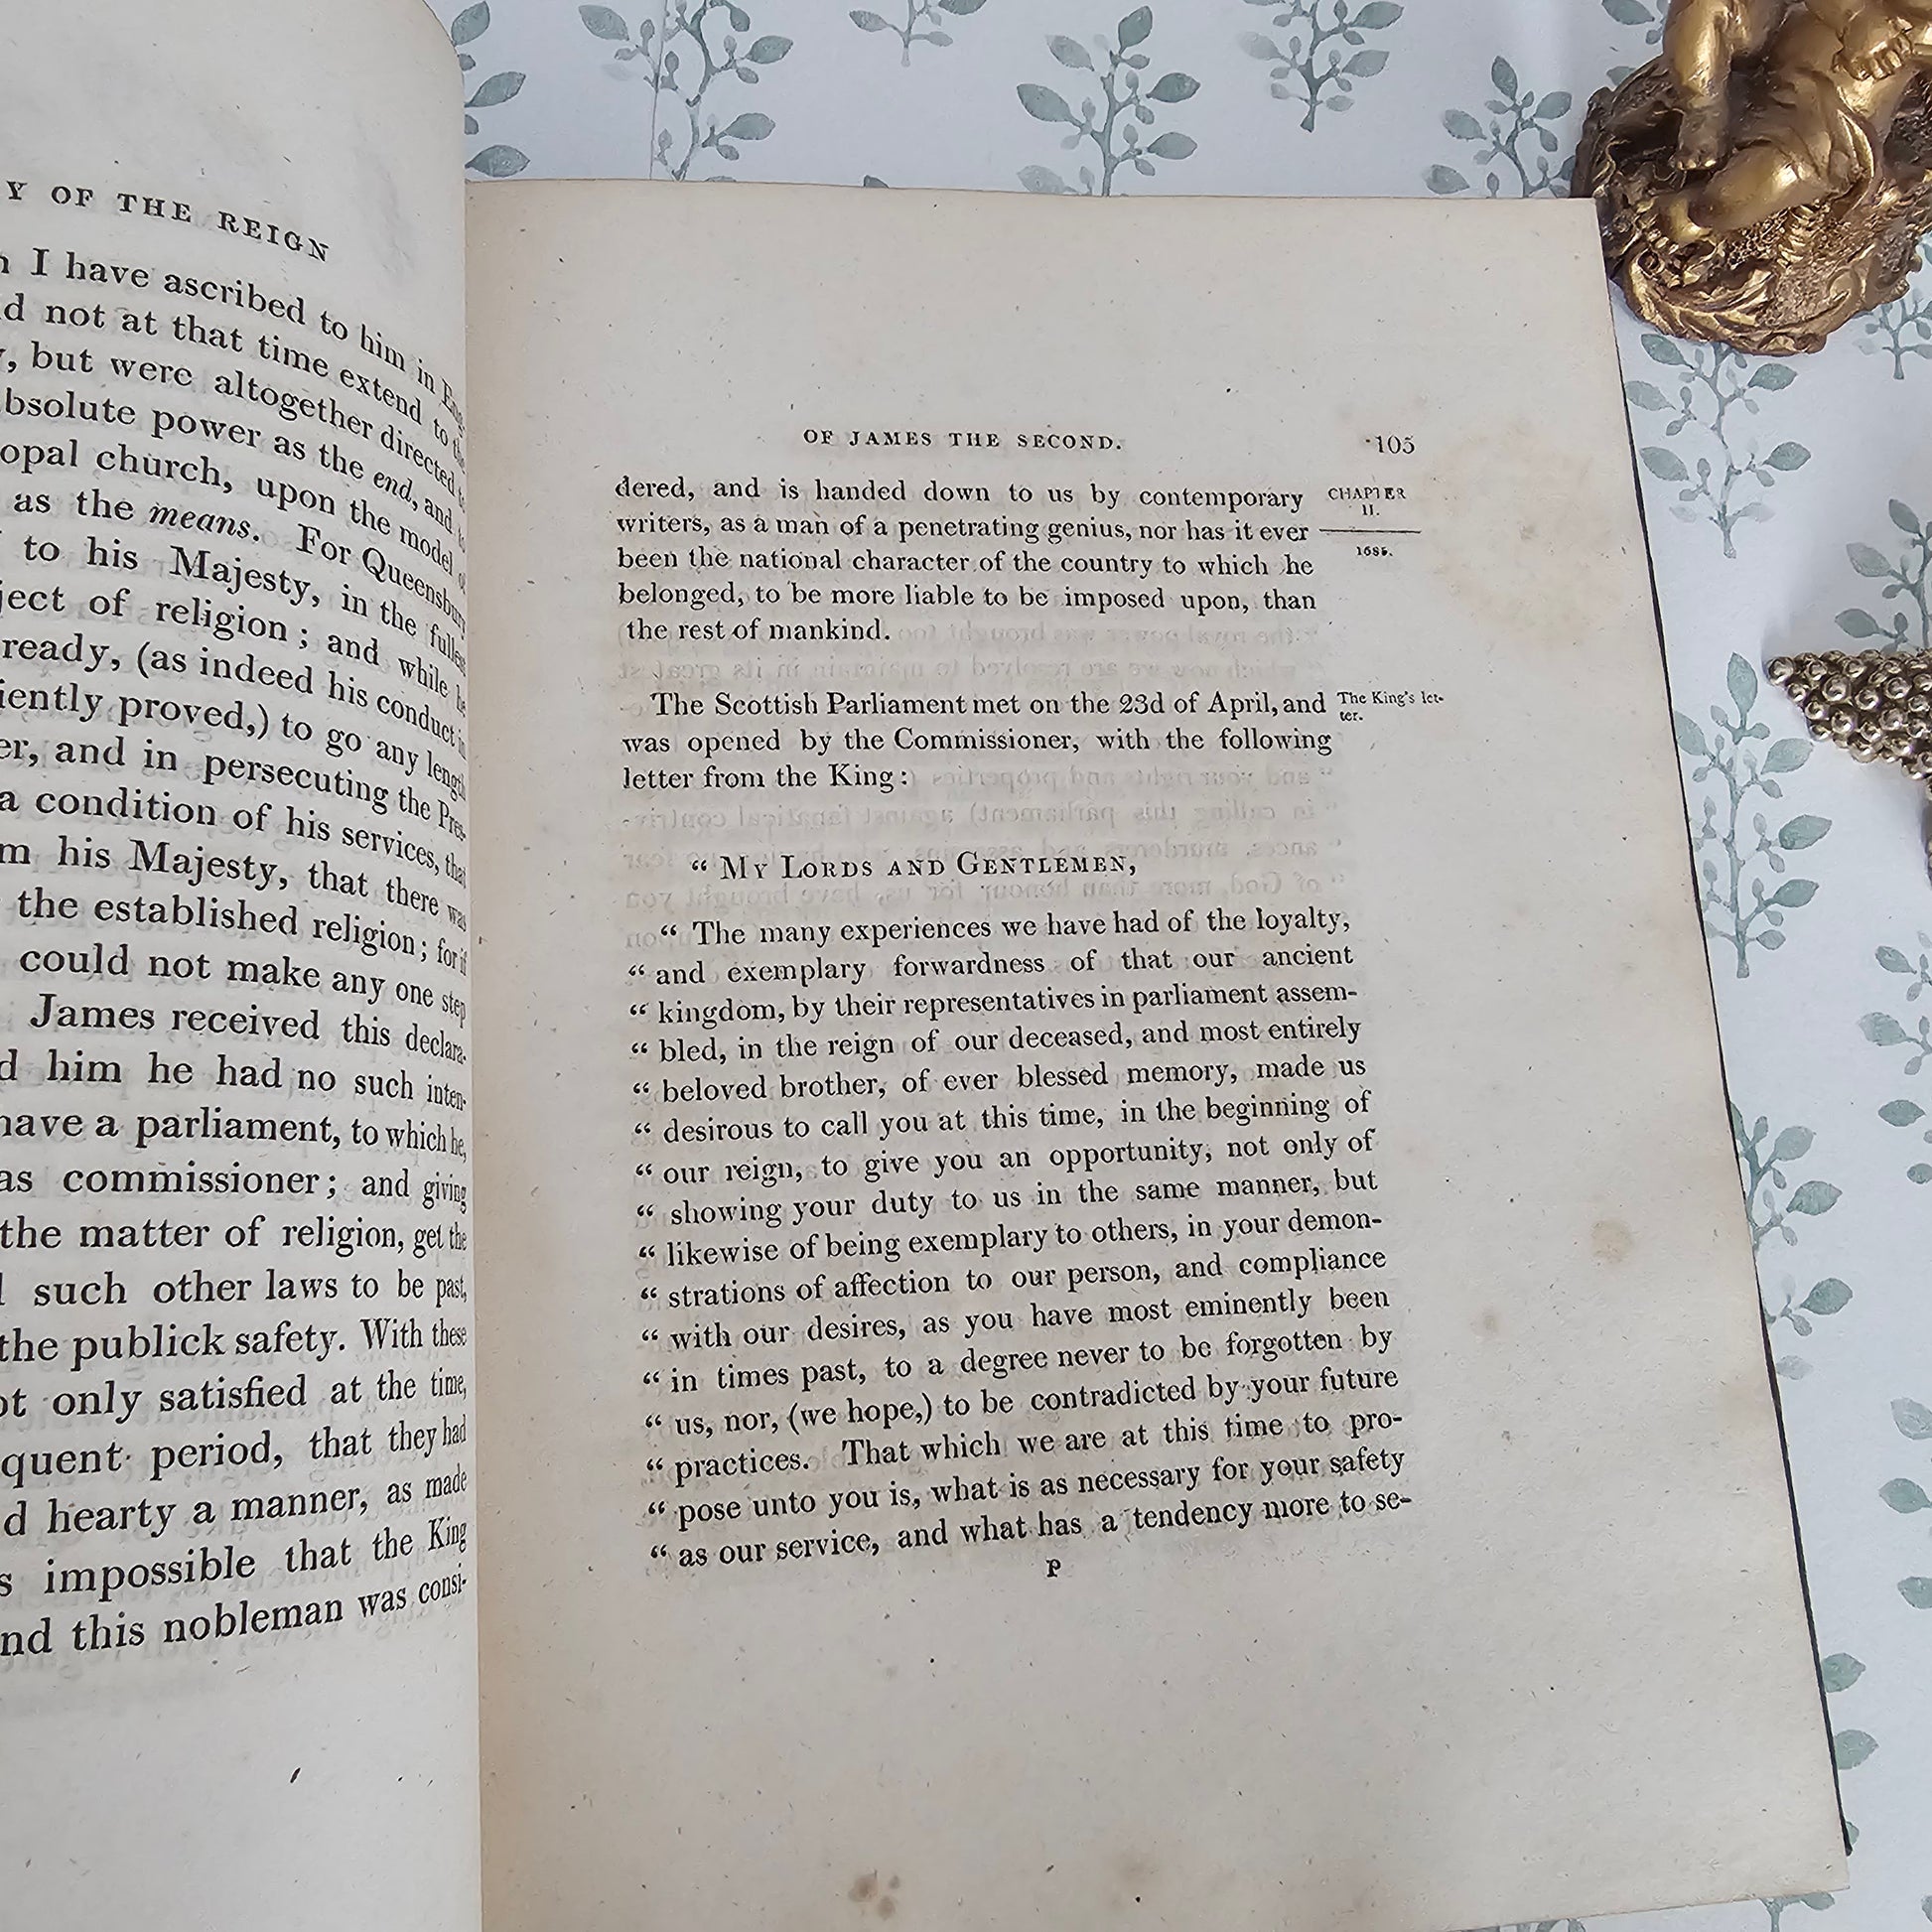 Y OF THE REIGN
I have ascribed to him in
not at that time extend to the
, but were altogether directed
bsolute power as the end, and to
opal church, upon the model of
as the means. For Queensbury
to his Majesty, in the fullest
ject of religion; and while he
ready, (as indeed his conduct in
iently proved,) to go any length
er, and in persecuting the Pres-
a condition of his services, that
m his Majesty, that there was
the established religion; for if
could not make any one step
James received this declara-
d him he had no such inten-
have a parliament, to which he,
as commissioner; and giving
the matter of religion, get the
such other laws to be past,
the publick safety. With these
ot only satisfied at the time,
quent period, that they had
d hearty a manner, as made
s impossible that the King
nd this nobleman was consi-
OF JAMES THE SECOND.
105
dered, and is handed down to us by contemporary
writers, as a man of a penetrating genius, nor has it ever
been the national character of the country to which he
belonged, to be more liable to be imposed upon, than
the rest of mankind.
CHAPTER
II.
1685.
The Scottish Parliament met on the 23d of April, and
was opened by the Commissioner, with the following
letter from the King:
The King's let-
ter.
“ MY LORDS AND GENTLEMEN,
“ The many experiences we have had of the loyalty,
“ and exemplary forwardness of that our ancient
“ kingdom, by their representatives in parliament assem-
“ bled, in the reign of our deceased, and most entirely
“ beloved brother, of ever blessed memory, made us
“ desirous to call you at this time, in the beginning of
“ our reign, to give you an opportunity, not only of
“ showing your duty to us in the same manner, but
“ likewise of being exemplary to others, in your demon-
“ strations of affection to our person, and compliance
“ with our desires, as you have most eminently been
“ in times past, to a degree never to be forgotten by
“ us, nor, (we hope,) to be contradicted by your future
“ practices. That which we are at this time to pro-
“ pose unto you is, what is as necessary for your safety
“ as our service, and what has a tendency more to se-
P